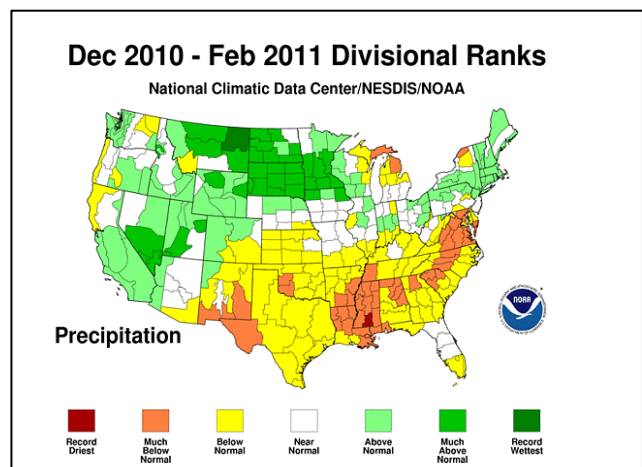 Dec 2010 - Feb 2011 Divisional Ranks
National Climatic Data Center/NESDIS/NOAA
Precipitation
NOAA
Record
Driest
Much
Below
Normal
Below
Normal
Near
Normal
Above
Normal
Much
Above
Normal
Record
Wettest